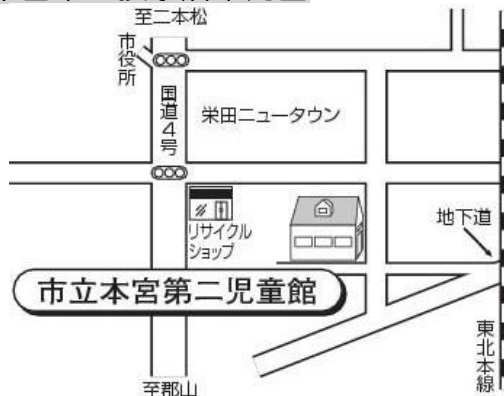 至二本松
市役所
国道4号
栄田ニュータウン
リサイクル
ショップ
地下道
市立本宮第二児童館
東北本線
至郡山